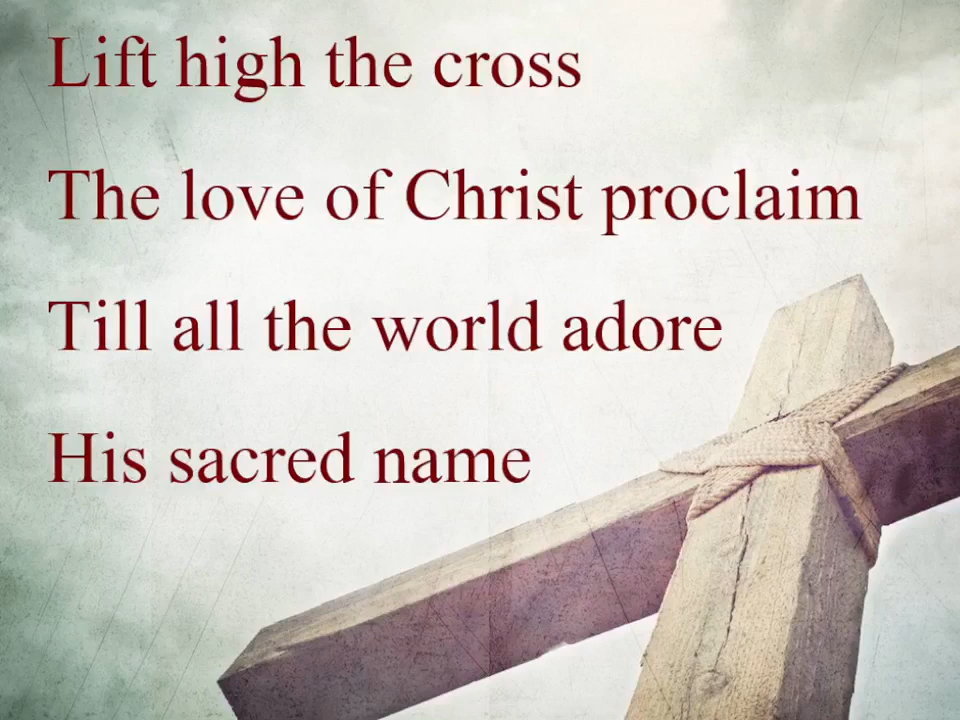 Lift high the cross
The love of Christ proclaim
Till all the world adore
His sacred name